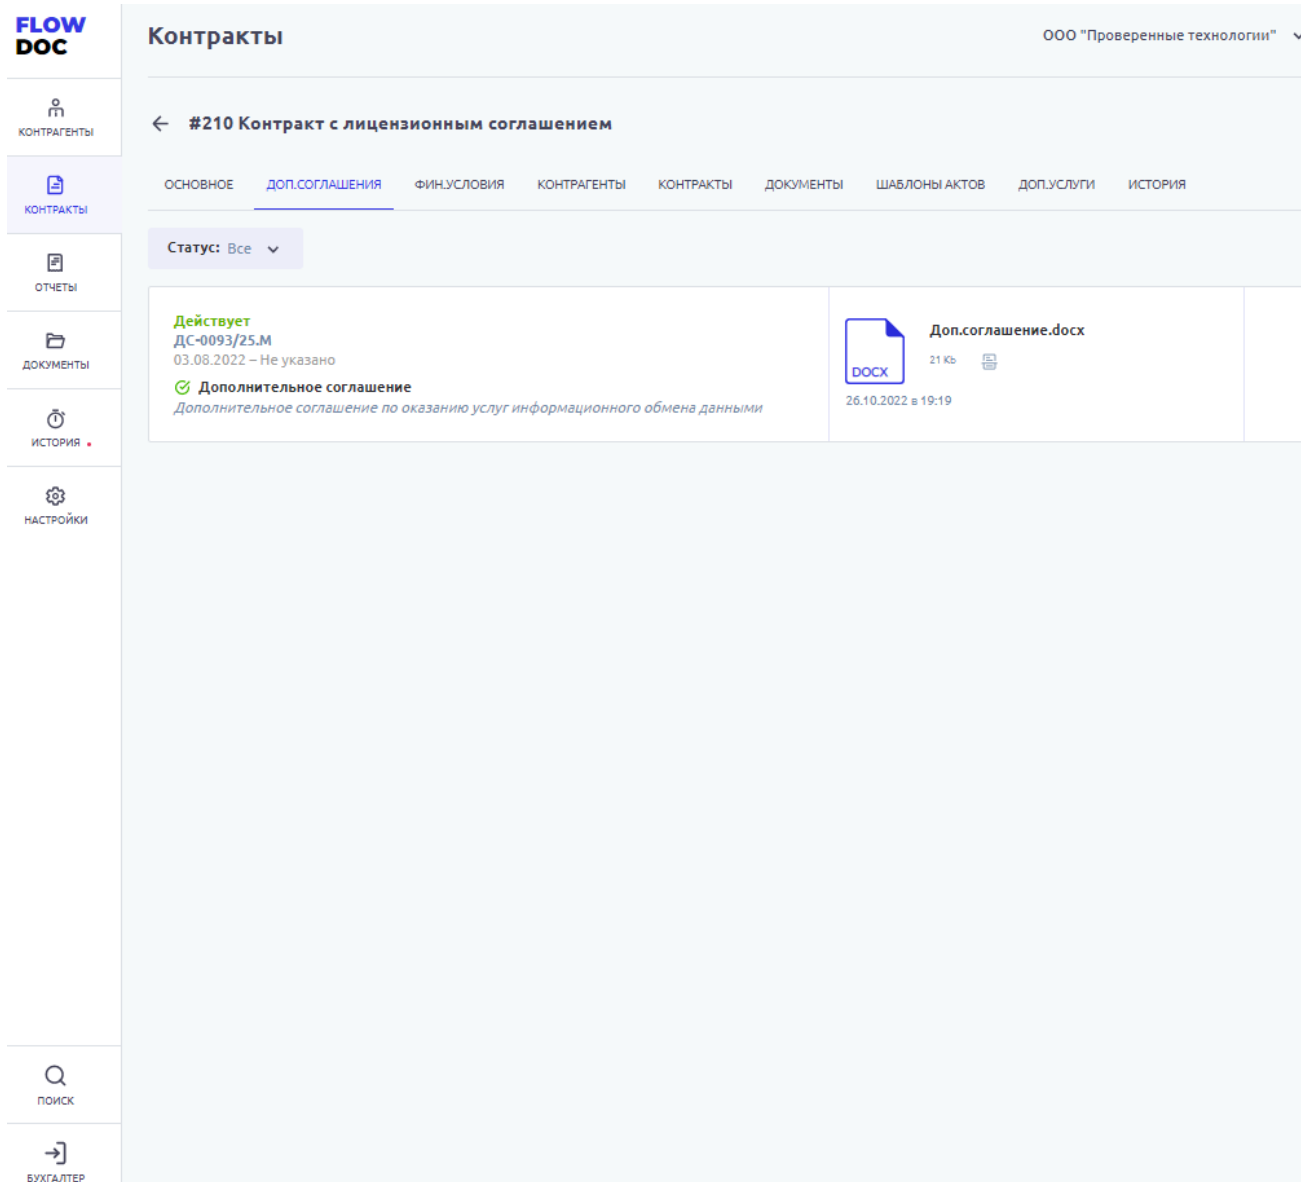 FLOW
DOC
Контракты
ООО "Проверенные технологии"
КОНТРАГЕНТЫ
КОНТРАКТЫ
ОТЧЕТЫ
ДОКУМЕНТЫ
ИСТОРИЯ
НАСТРОЙКИ
#210 Контракт с лицензионным соглашением
ОСНОВНОЕ ДОП.СОГЛАШЕНИЯ ФИН.УСЛОВИЯ КОНТРАГЕНТЫ КОНТРАКТЫ ДОКУМЕНТЫ ШАБЛОНЫ АКТОВ ДОП.УСЛУГИ ИСТОРИЯ
Статус: Все
Действует
ДС-0093/25.М
03.08.2022 – Не указано
Дополнительное соглашение
Дополнительное соглашение по оказанию услуг информационного обмена данными
DOCX
Доп.соглашение.docx
21 Kb
26.10.2022 в 19:19
ПОИСК
БУХГАЛТЕР